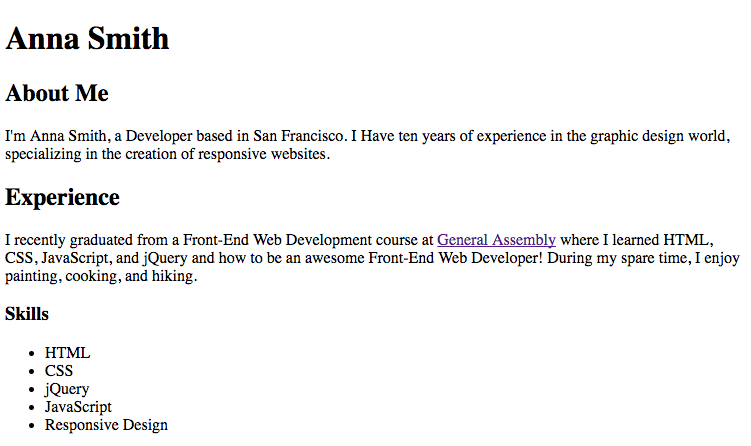 Anna Smith
About Me
I'm Anna Smith, a Developer based in San Francisco. I Have ten years of experience in the graphic design world,
specializing in the creation of responsive websites.
Experience
I recently graduated from a Front-End Web Development course at General Assembly where I learned HTML,
CSS, JavaScript, and jQuery and how to be an awesome Front-End Web Developer! During my spare time, I enjoy
painting, cooking, and hiking.
Skills
• HTML
• CSS
• jQuery
• JavaScript
• Responsive Design